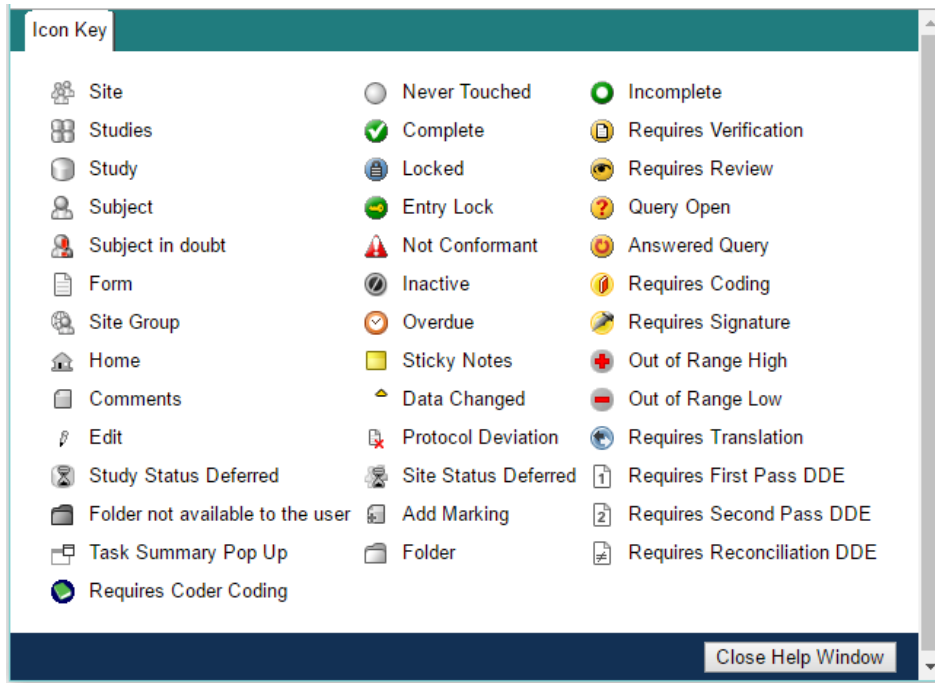 Icon Key
Site
Never Touched
Incomplete
Studies
Complete
Requires Verification
Study
Locked
Requires Review
Subject
Entry Lock
Query Open
Subject in doubt
Not Conformant
Answered Query
Form
Inactive
Requires Coding
Site Group
Overdue
Requires Signature
Home
Sticky Notes
Out of Range High
Comments
Data Changed
Out of Range Low
Edit
Protocol Deviation
Requires Translation
Study Status Deferred
Site Status Deferred
1
Requires First Pass DDE
Folder not available to the user
Add Marking
2
Requires Second Pass DDE
Task Summary Pop Up
Folder
≠
Requires Reconciliation DDE
Requires Coder Coding
Close Help Window